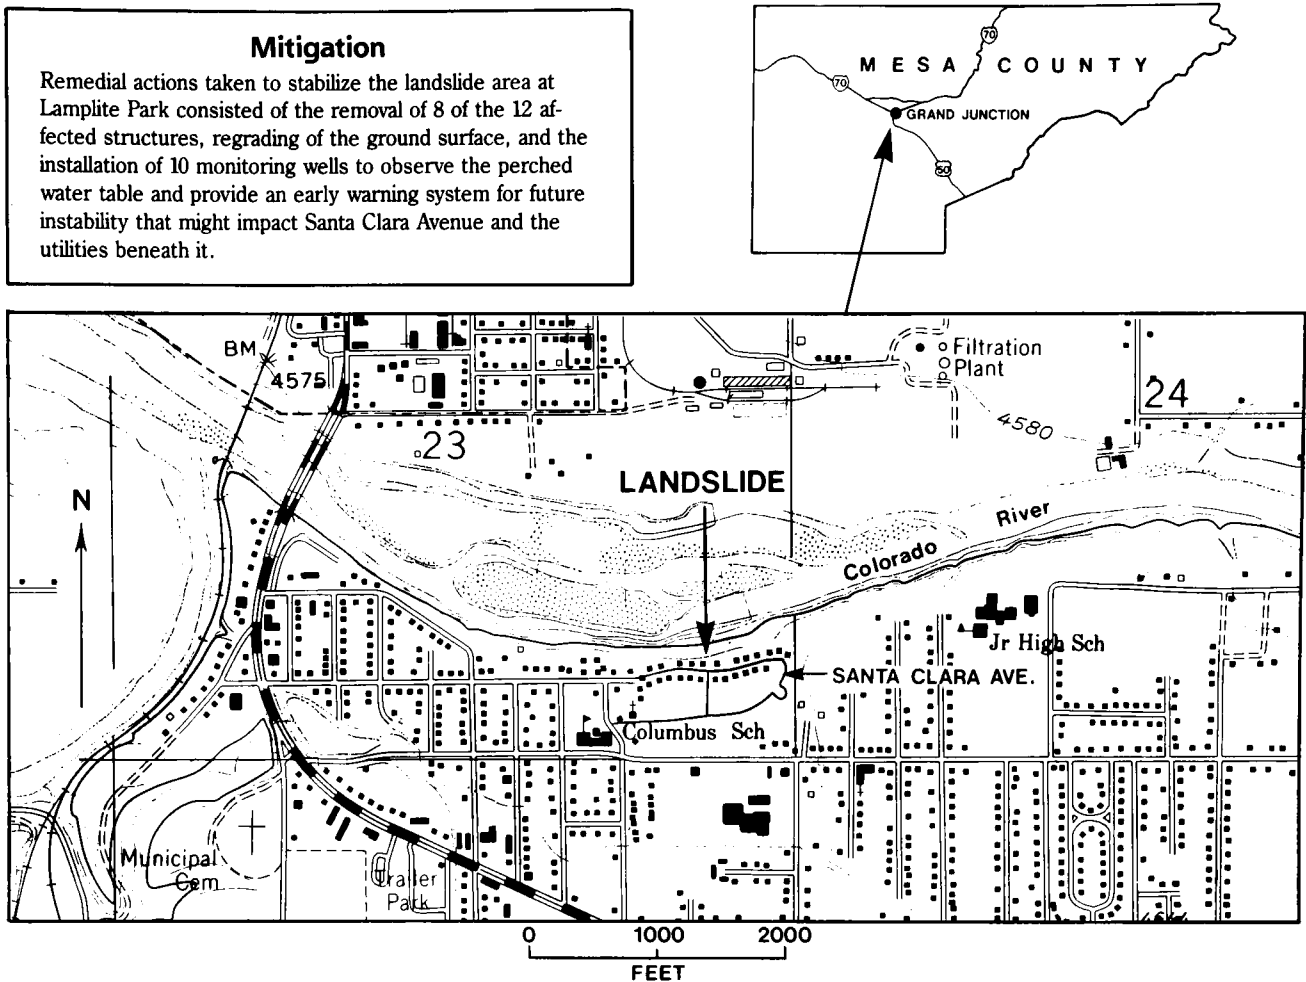 Mitigation
Remedial actions taken to stabilize the landslide area at
Lamplite Park consisted of the removal of 8 of the 12 af-
fected structures, regrading of the ground surface, and the
installation of 10 monitoring wells to observe the perched
water table and provide an early warning system for future
instability that might impact Santa Clara Avenue and the
utilities beneath it.
70
MESA COUNTY
70
GRAND JUNCTION
50
BM
4575
Filtration
Plant
24
4580
23
LANDSLIDE
N
River
Colorado
Jr High Sch
SANTA CLARA AVE.
Columbus Sch
Municipal
Cem
Trailer
Park
0 1000 2000
FEET